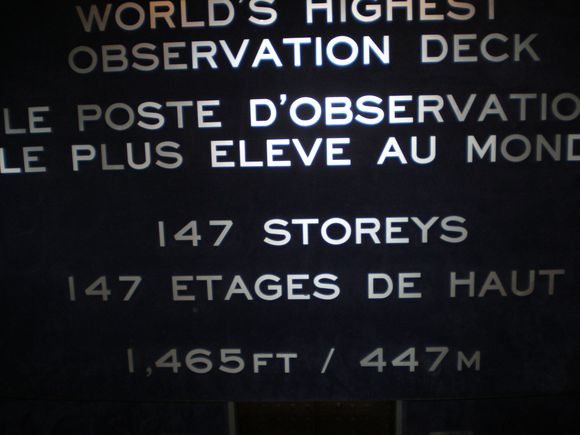 WORLD'S HIGHEST
OBSERVATION DECK
LE POSTE D'OBSERVATIO
LE PLUS ELEVE AU MOND
147 STOREYS
147 ETAGES DE HAUT
1,465FT / 447M